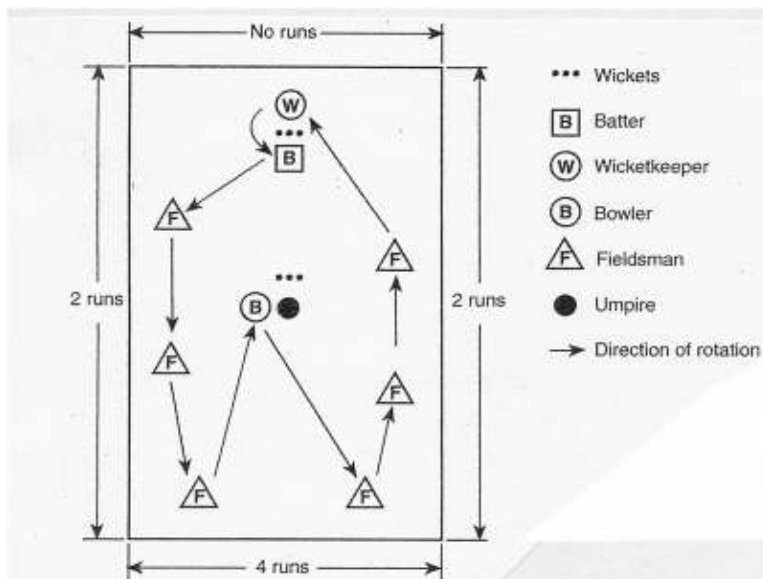 No runs
W
B
F
F
F
B
F
F
F
2 runs
2 runs
4 runs
Wickets
B Batter
W Wicketkeeper
B Bowler
F Fieldsman
Umpire
Direction of rotation